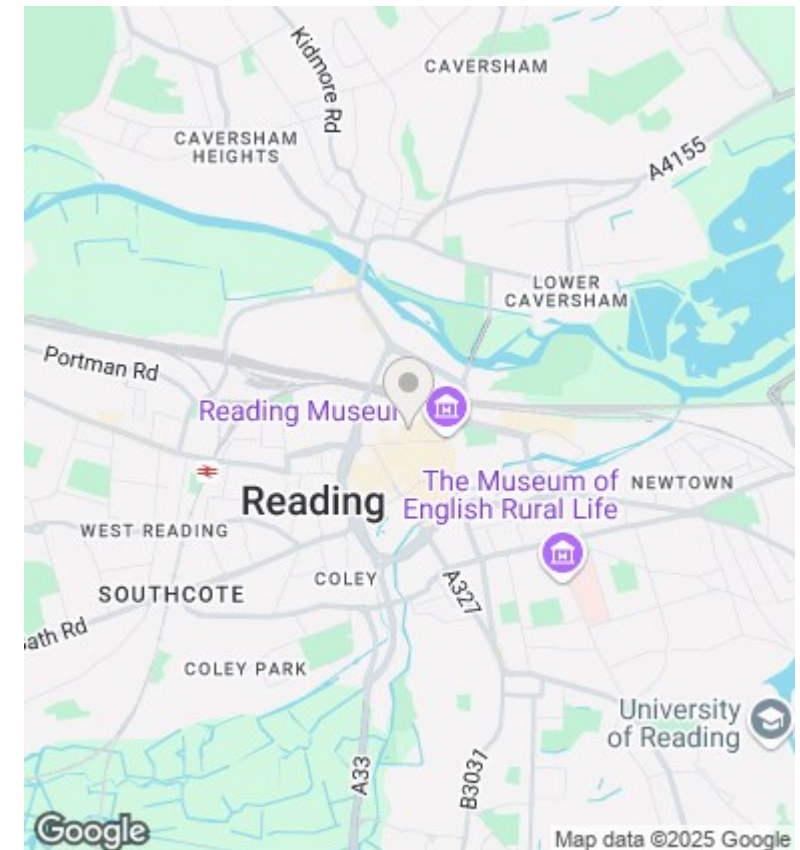 Kidmore Rd
CAVERSHAM
CAVERSHAM
HEIGHTS
A4155
LOWER
CAVERSHAM
Portman Rd
Reading Museu
The Museum of
English Rural Life
NEWTOWN
Reading
WEST READING
COLEY
A327
SOUTHCOTE
ath Rd
COLEY PARK
University
of Reading
A33
B3031
Google
Map data ©2025 Google